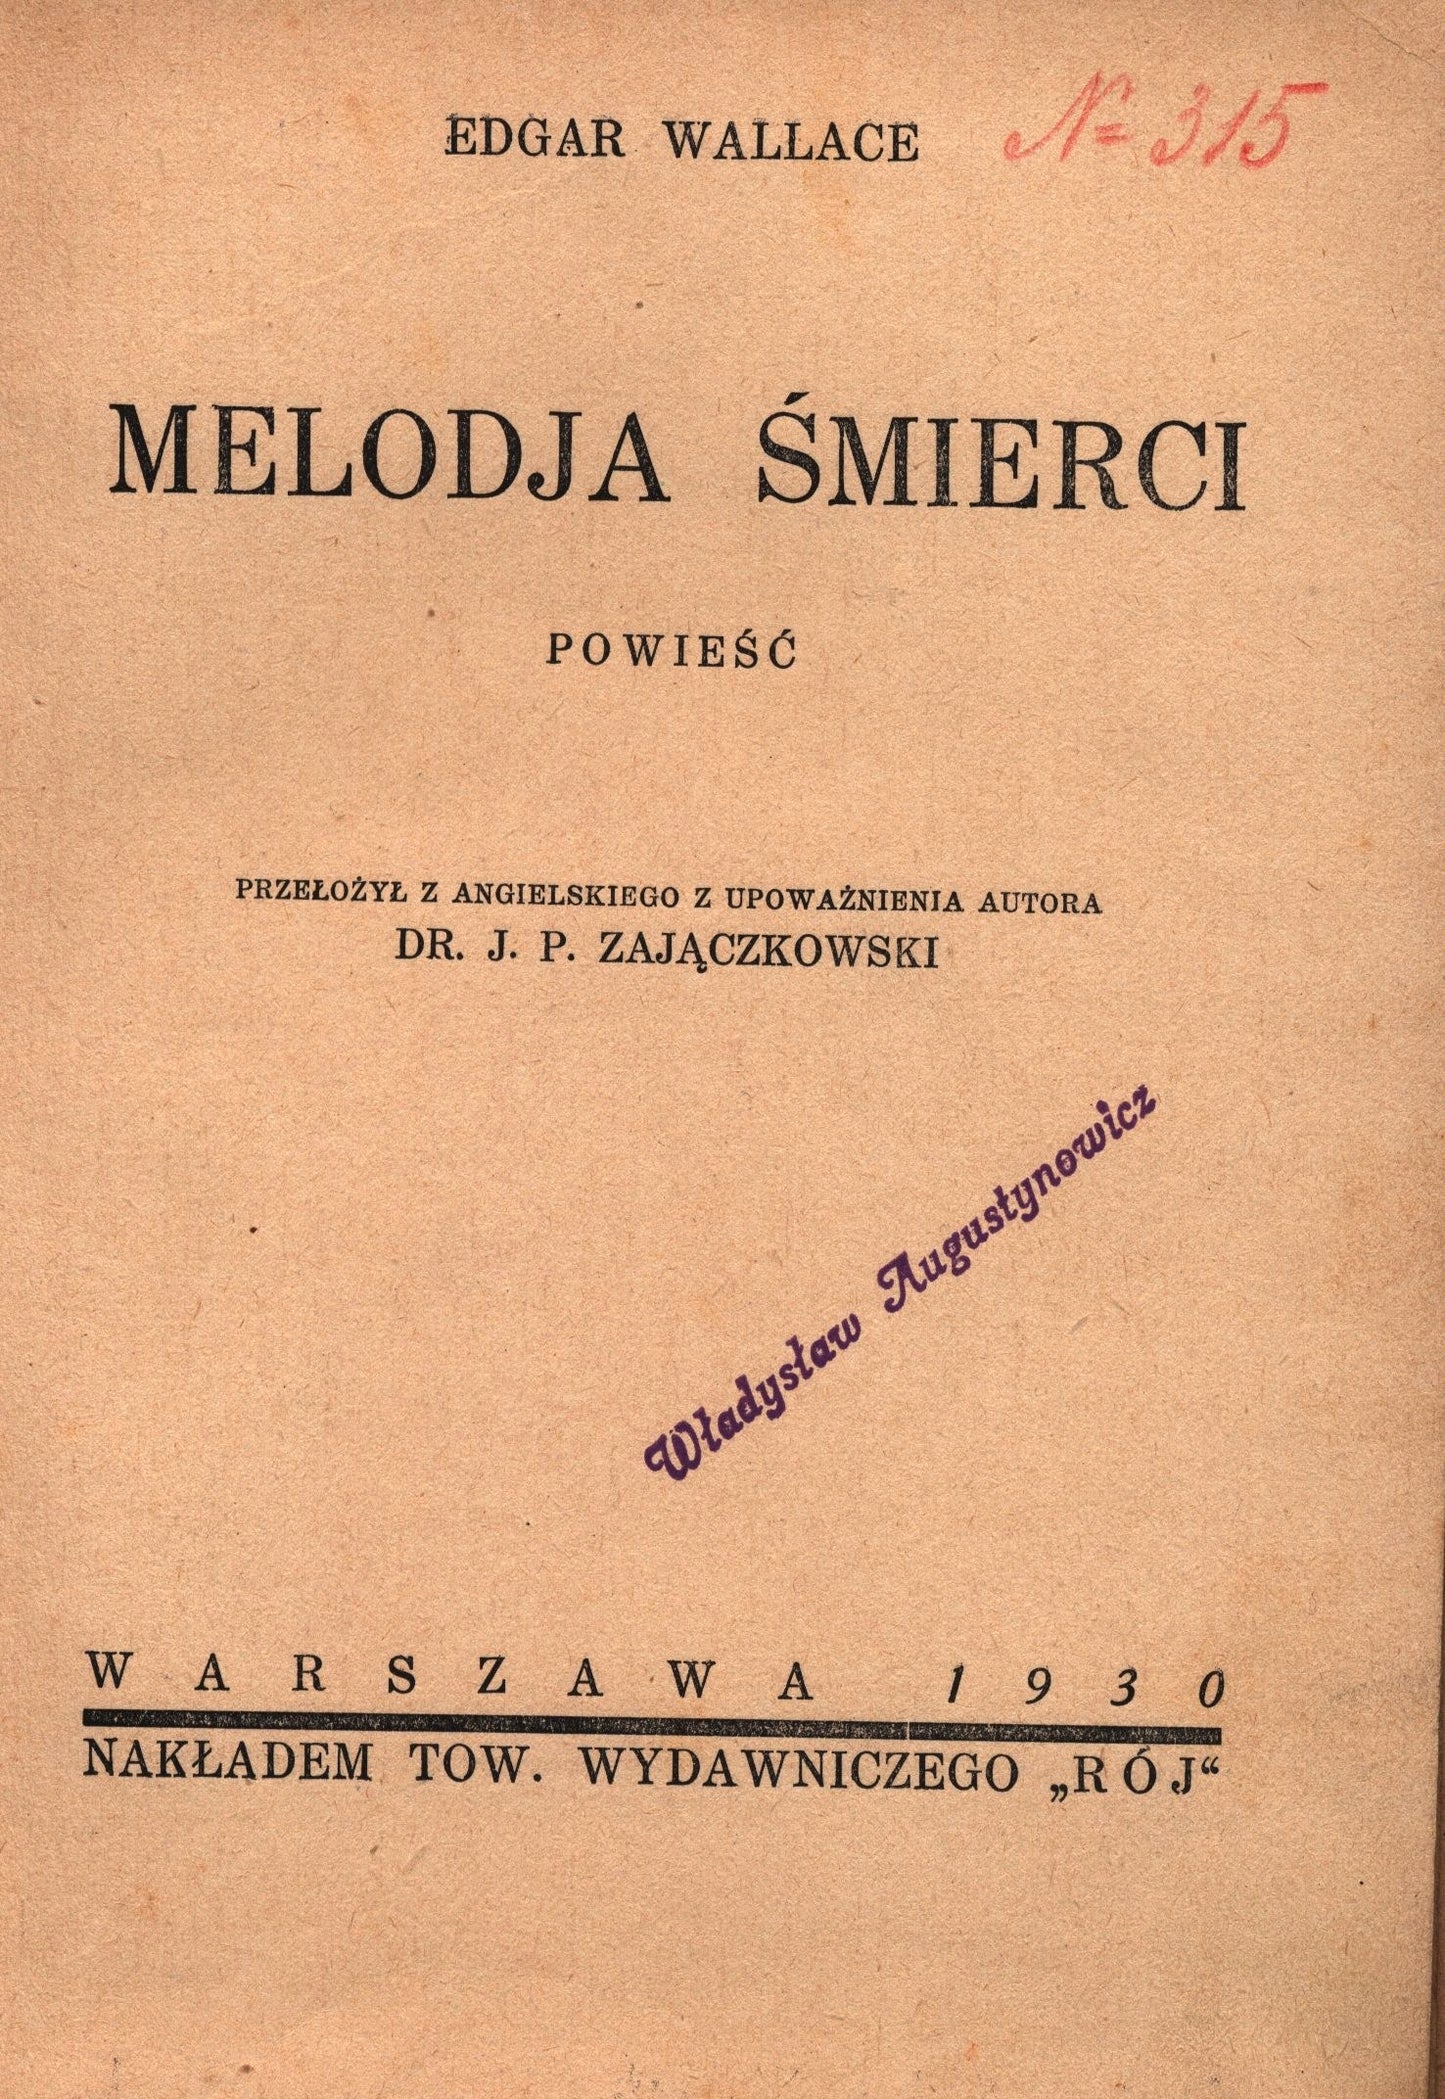 EDGAR WALLACE
№ 315
MELODJA ŚMIERCI
POWIEŚĆ
PRZEŁOŻYŁ Z ANGIELSKIEGO Z UPOWAŻNIENIA AUTORA
DR. J. P. ZAJĄCZKOWSKI
Władysław Augustynowicz
WARSZAWA 1930
NAKŁADEM TOW. WYDAWNICZEGO „RÓJ“